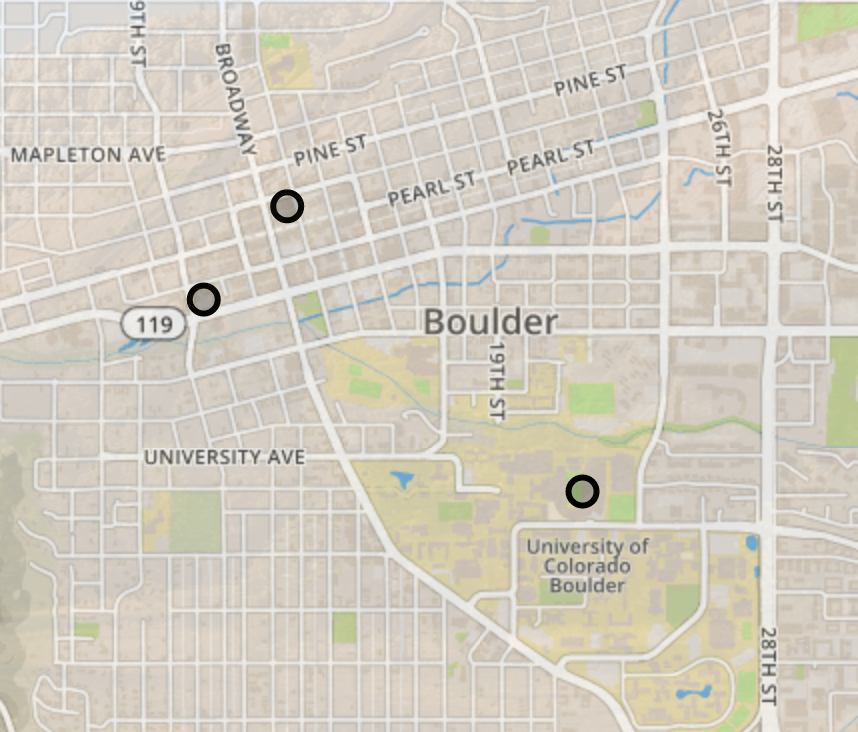 9TH ST
BROADWAY
PINE ST
26TH ST
28TH ST
MAPLETON AVE
PINE ST
PEARL ST
PEARL ST
119
Boulder
19TH ST
UNIVERSITY AVE
University of
Colorado
Boulder
28TH ST